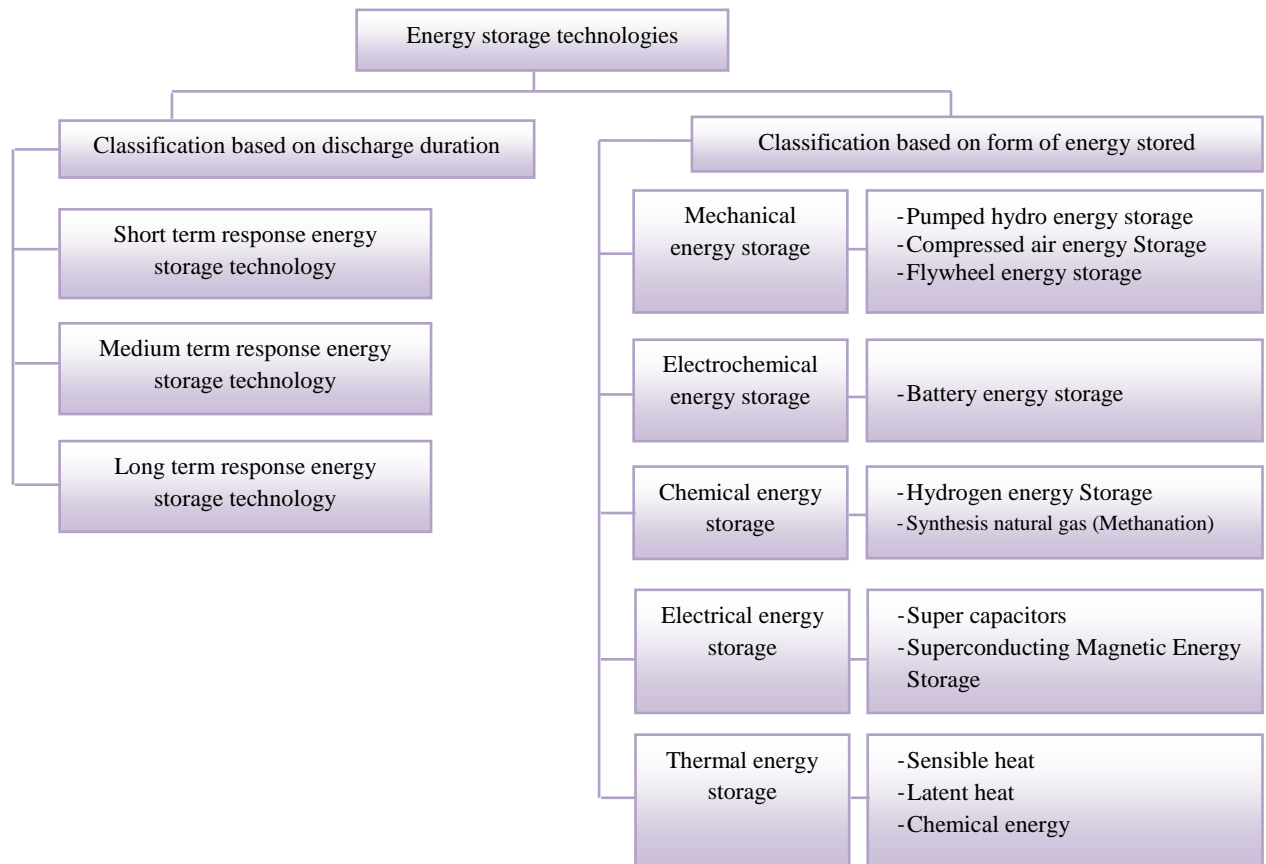 Energy storage technologies
Classification based on discharge duration
Short term response energy
storage technology
Medium term response energy
storage technology
Long term response energy
storage technology
Classification based on form of energy stored
Mechanical
energy storage
-Pumped hydro energy storage
-Compressed air energy Storage
-Flywheel energy storage
Electrochemical
energy storage
-Battery energy storage
Chemical energy
storage
-Hydrogen energy Storage
-Synthesis natural gas (Methanation)
Electrical energy
storage
-Super capacitors
-Superconducting Magnetic Energy
Storage
Thermal energy
storage
-Sensible heat
-Latent heat
-Chemical energy